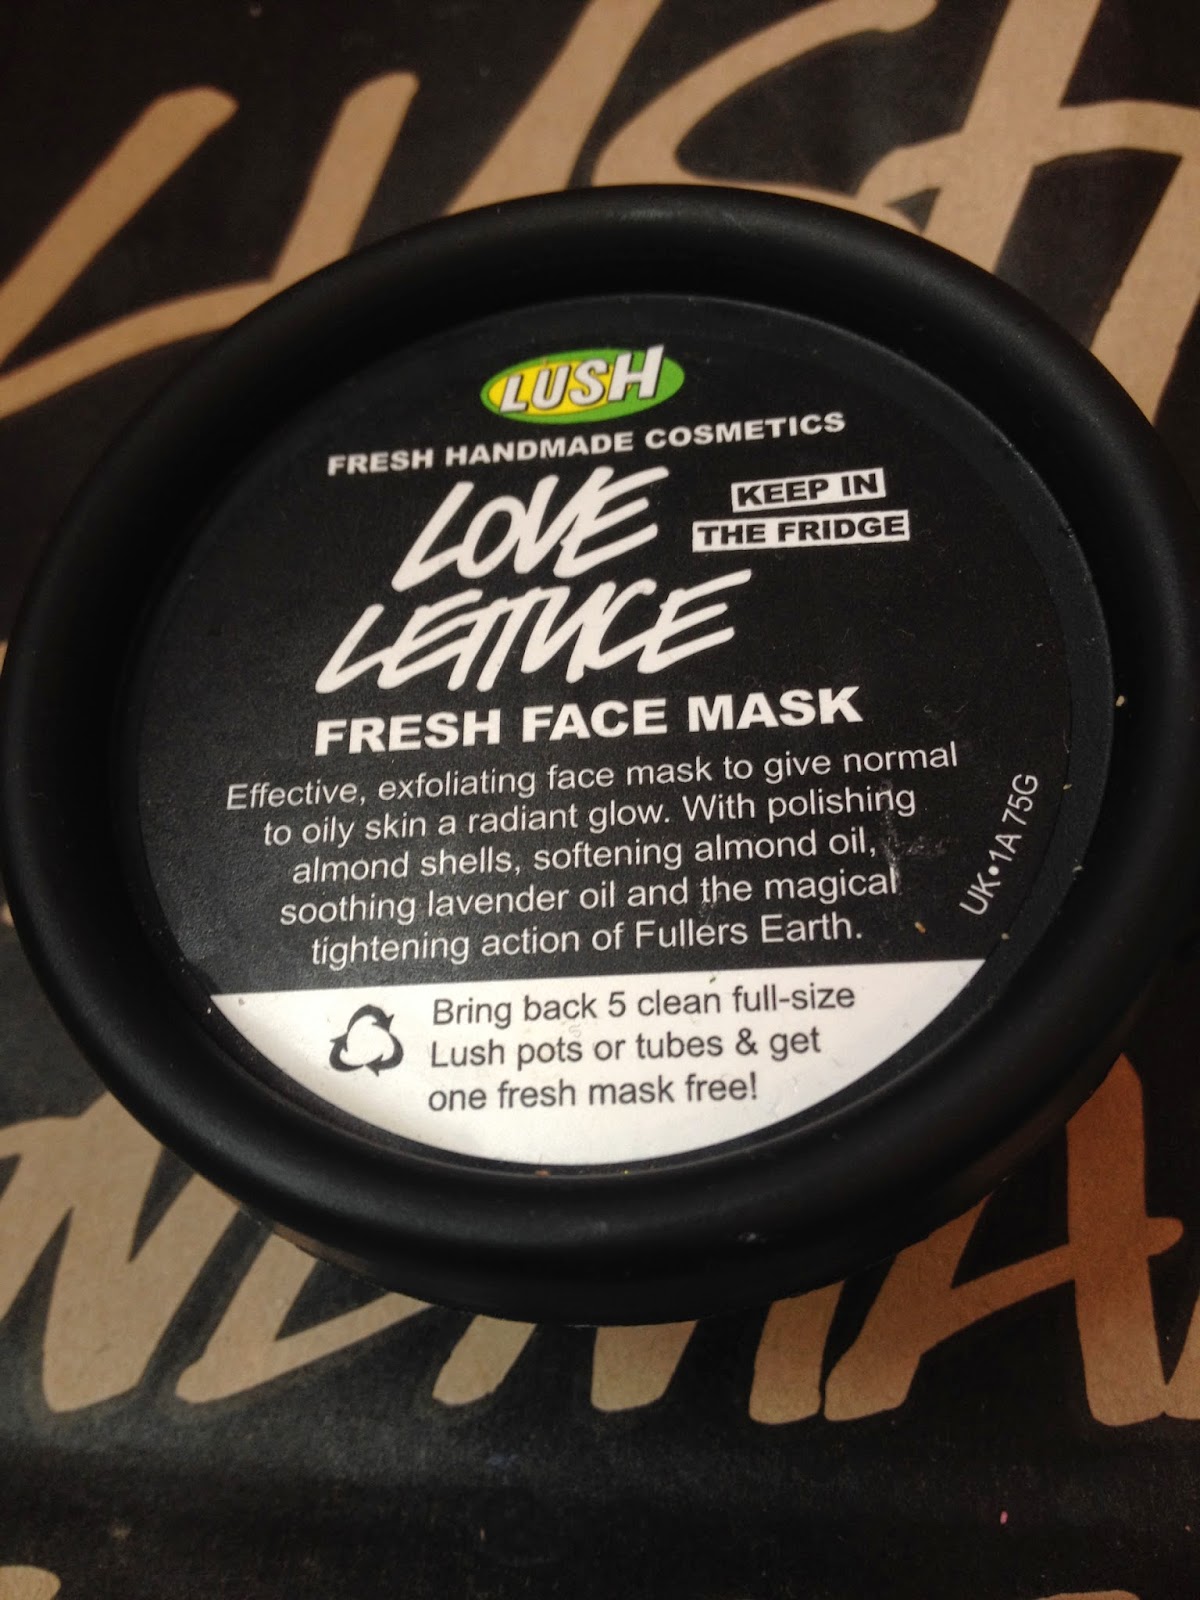 LUSH
LUSH
FRESH HANDMADE COSMETICS
LOVE
LETTUCE
KEEP IN
THE FRIDGE
FRESH FACE MASK
Effective, exfoliating face mask to give normal
to oily skin a radiant glow. With polishing
almond shells, softening almond oil,
soothing lavender oil and the magical
tightening action of Fullers Earth.
UK•1A 75G
Bring back 5 clean full-size
Lush pots or tubes & get
one fresh mask free!